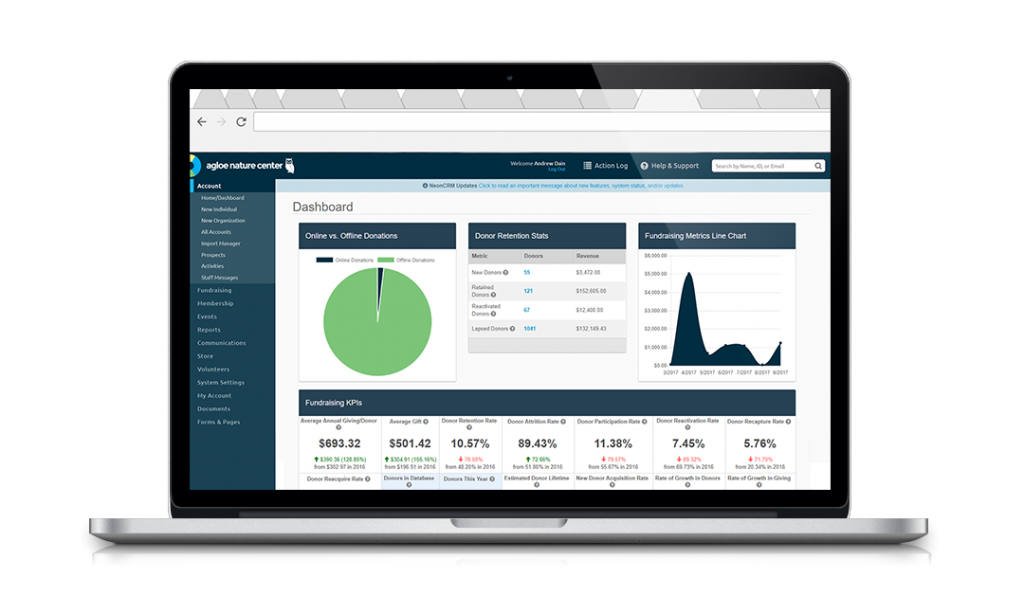 agloe nature center
Welcome Andrew Dain
Log Out
Action Log
Help & Support
Search by Name, ID, or Email
Account
NeonCRM Updates Click to read an important message about new features, system status, and/or updates
Home/Dashboard
New Individual
New Organization
All Accounts
Import Manager
Prospects
Activities
Staff Messages
Fundraising
Membership
Events
Reports
Communications
Store
Volunteers
System Settings
My Account
Documents
Forms & Pages
Dashboard
Online vs. Offline Donations
Online Donations Offline Donations
Donor Retention Stats
Metric Donors Revenue
New Donors 55 $3,472.00
Retained
Donors 121 $152,605.00
Reactivated
Donors 67 $12,400.00
Lapsed Donors 1041 $132,149.43
Fundraising Metrics Line Chart
$6,000.00
$5,000.00
$4,000.00
$3,000.00
$2,000.00
$1,000.00
$0.00
3/2017 4/2017 5/2017 6/2017 7/2017 8/2017 9/2017
Fundraising KPIs
Average Annual Giving/Donor
$693.32
$390.36 (128.85%)
from $302.97 in 2016
Average Gift
$501.42
$304.91 (155.16%)
from $196.51 in 2016
Donor Retention Rate
10.57%
from 48.20% in 2016
Donor Attrition Rate
89.43%
72.66%
from 51.80% in 2016
Donor Participation Rate
11.38%
79.57%
from 55.67% in 2016
Donor Reactivation Rate
7.45%
89.32%
from 69.73% in 2016
Donor Recapture Rate
5.76%
71.70%
from 20.34% in 2016
Donor Reacquire Rate
Donors in Database
Donors This Year
Estimated Donor Lifetime
New Donor Acquisition Rate
Rate of Growth in Donors
Rate of Growth in Giving